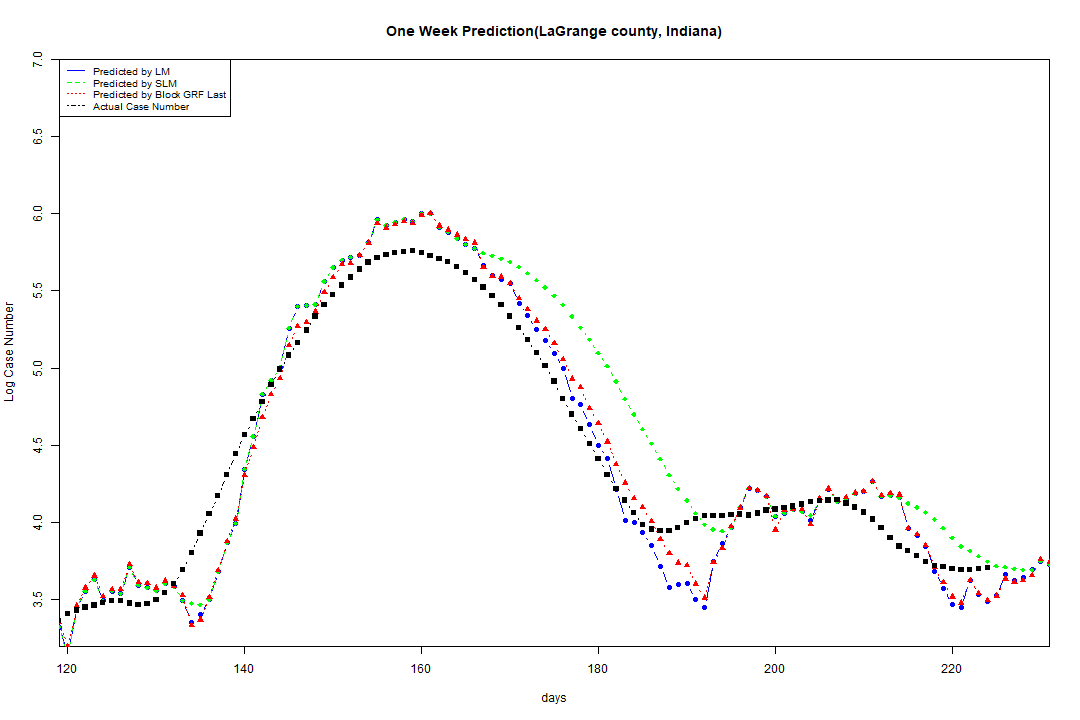 One Week Prediction(LaGrange county, Indiana)
7.0
Predicted by LM
Predicted by SLM
Predicted by Block GRF Last
Actual Case Number
6.5
6.0
5.5
5.0
4.5
4.0
3.5
Log Case Number
120 140 160 180 200 220
days